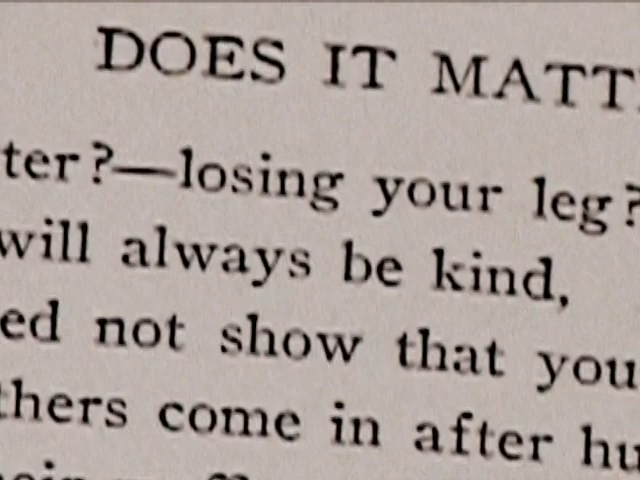 DOES IT MATT
ter?—losing your leg?
will always be kind,
ed not show that you
thers come in after hu